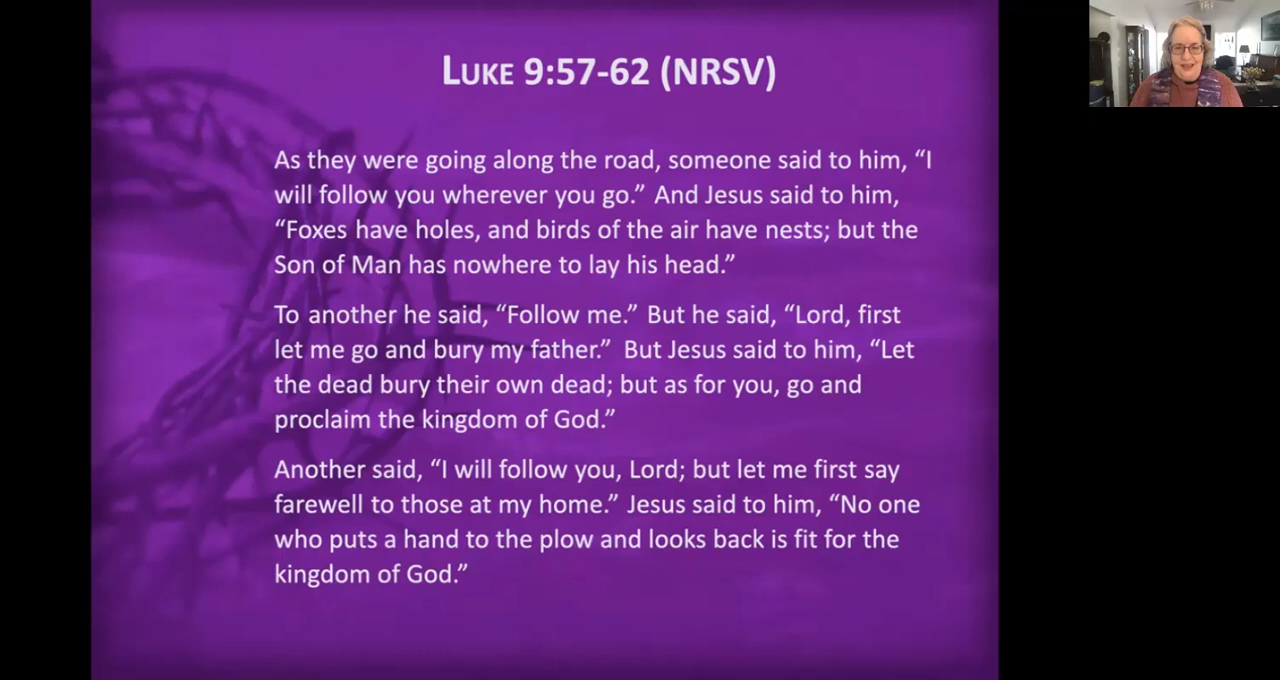 LUKE 9:57-62 (NRSV)
As they were going along the road, someone said to him, “I
will follow you wherever you go.” And Jesus said to him,
“Foxes have holes, and birds of the air have nests; but the
Son of Man has nowhere to lay his head.”
To another he said, “Follow me.” But he said, “Lord, first
let me go and bury my father.” But Jesus said to him, “Let
the dead bury their own dead; but as for you, go and
proclaim the kingdom of God.”
Another said, “I will follow you, Lord; but let me first say
farewell to those at my home.” Jesus said to him, “No one
who puts a hand to the plow and looks back is fit for the
kingdom of God.”